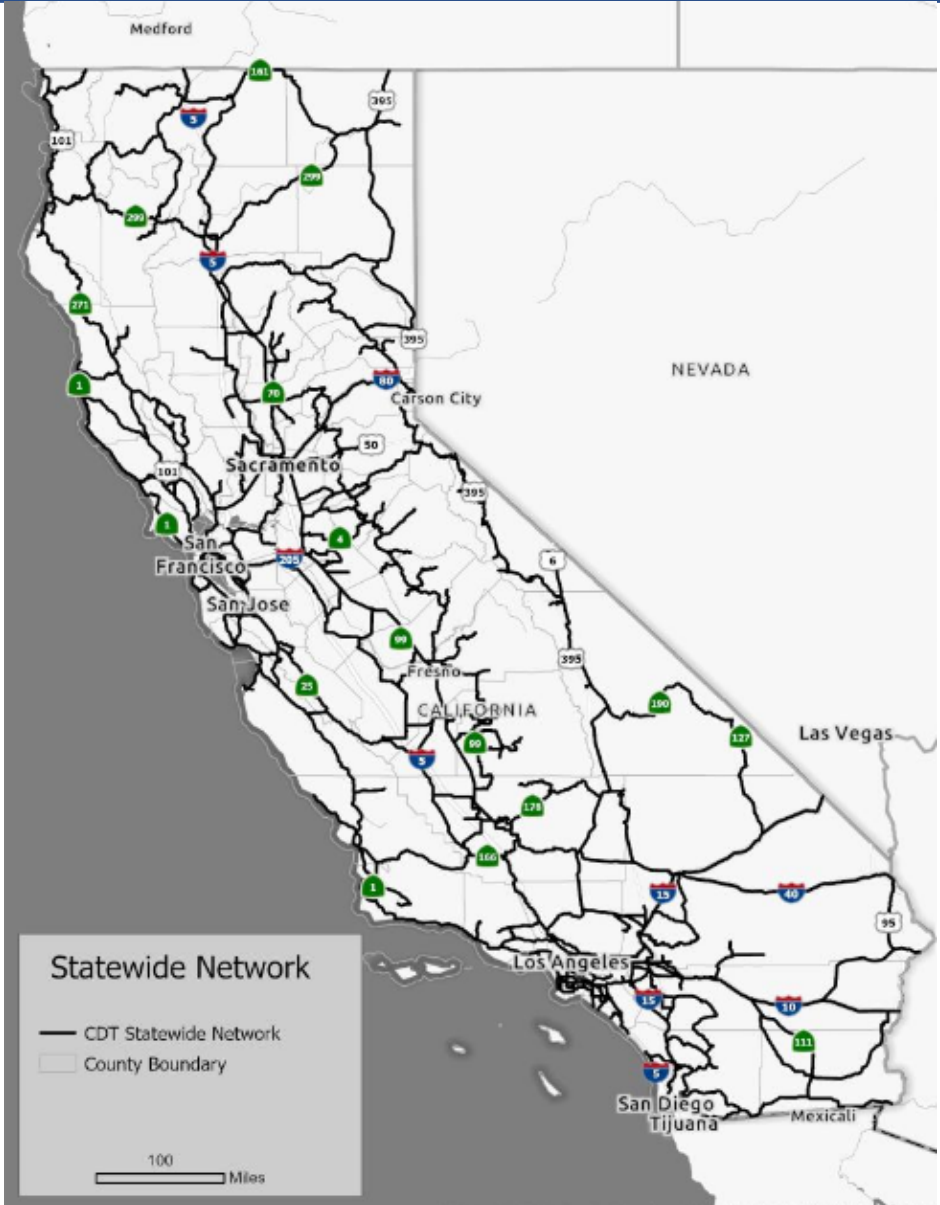 Medford
161
395
5
101
299
299
5
271
395
1
80
70
Carson City
NEVADA
50
Sacramento
101
395
1
4
San
Francisco
205
6
San Jose
99
395
Fresno
25
190
CALIFORNIA
127
Las Vegas
99
5
178
166
1
15
40
95
Los Angeles
15
10
111
5
San Diego
Tijuana
Mexicali
Statewide Network
CDT Statewide Network
County Boundary
100
Miles